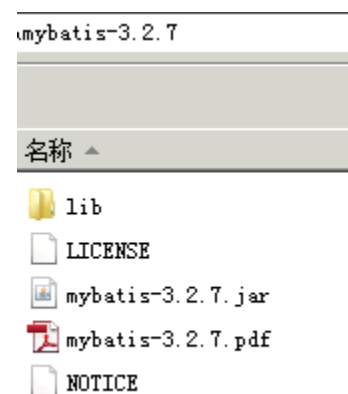 mybatis-3.2.7
名称
lib
LICENSE
mybatis-3.2.7.jar
mybatis-3.2.7.pdf
NOTICE